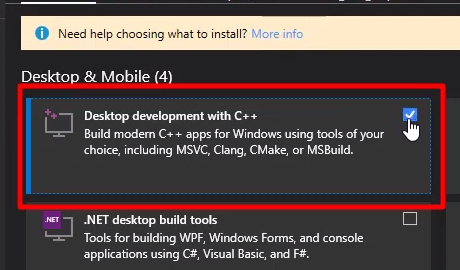 Need help choosing what to install? More info
Desktop & Mobile (4)
Desktop development with C++
Build modern C++ apps for Windows using tools of your
choice, including MSVC, Clang, CMake, or MSBuild.
.NET
.NET desktop build tools
Tools for building WPF, Windows Forms, and console
applications using C#, Visual Basic, and F#.